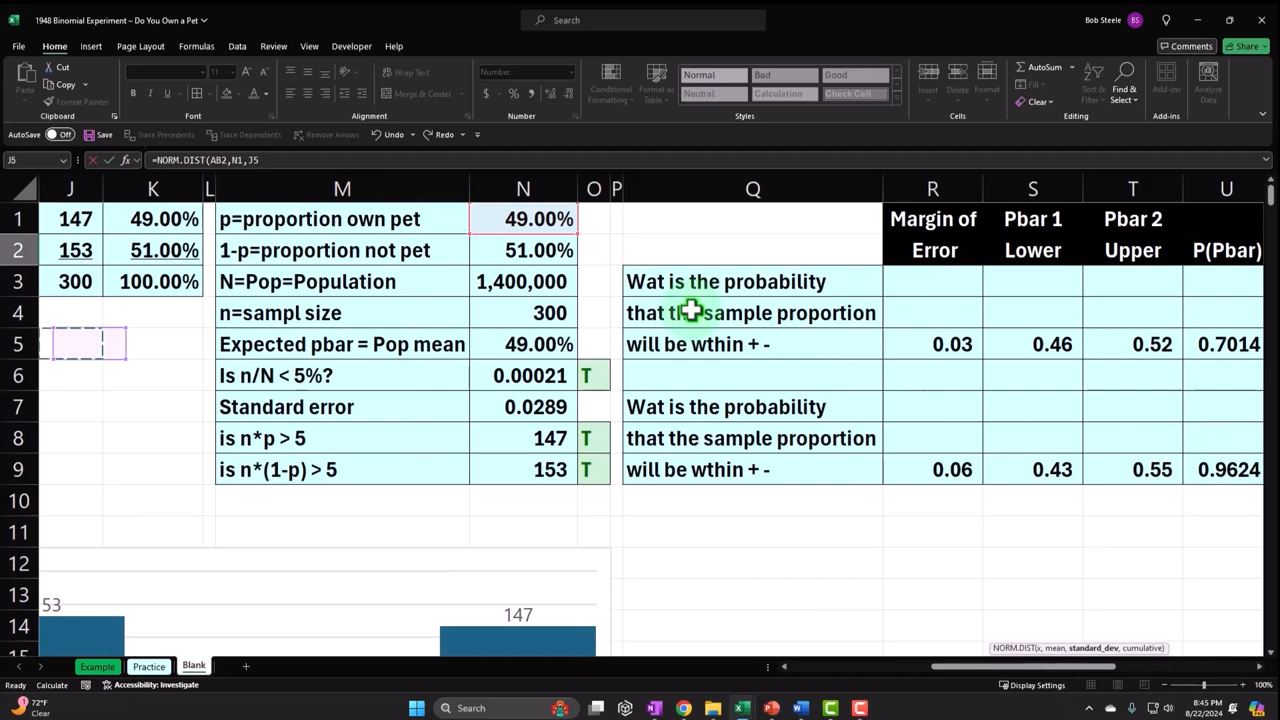 1948 Binomial Experiment – Do You Own a Pet
Search
Bob Steele BS
File Home Insert Page Layout Formulas Data Review View Developer Help
Comments Share
Paste
Cut
Copy
Format Painter
11
Wrap Text
Merge & Center
Number
Conditional Formatting
Format as Table
Normal Bad Good
Neutral Calculation Check Cell
Insert Delete Format
AutoSum
Fill
Clear
Sort & Filter
Find & Select
Add-ins
Analyze Data
Clipboard Font Alignment Number Styles Cells Editing Add-ins
AutoSave Off Save Trace Precedents Trace Dependents Remove Arrows Undo Redo
J5 fx =NORM.DIST(AB2,N1,J5
J K L M N O P Q R S T U
1 147 49.00% p=proportion own pet 49.00% Margin of Pbar 1 Pbar 2
2 153 51.00% 1-p=proportion not pet 51.00% Error Lower Upper P(Pbar)
3 300 100.00% N=Pop=Population 1,400,000 Wat is the probability
4 n=sampl size 300 that the sample proportion
5 Expected pbar = Pop mean 49.00% will be wthin + - 0.03 0.46 0.52 0.7014
6 Is n/N < 5%? 0.00021 T
7 Standard error 0.0289 Wat is the probability
8 is n*p > 5 147 T that the sample proportion
9 is n*(1-p) > 5 153 T will be wthin + - 0.06 0.43 0.55 0.9624
10
11
12
13
14
15
53
147
NORM.DIST(x, mean, standard_dev, cumulative)
Example Practice Blank
Ready Calculate Accessibility: Investigate Display Settings 100%
72°F
Clear
Search
8:45 PM
8/22/2024